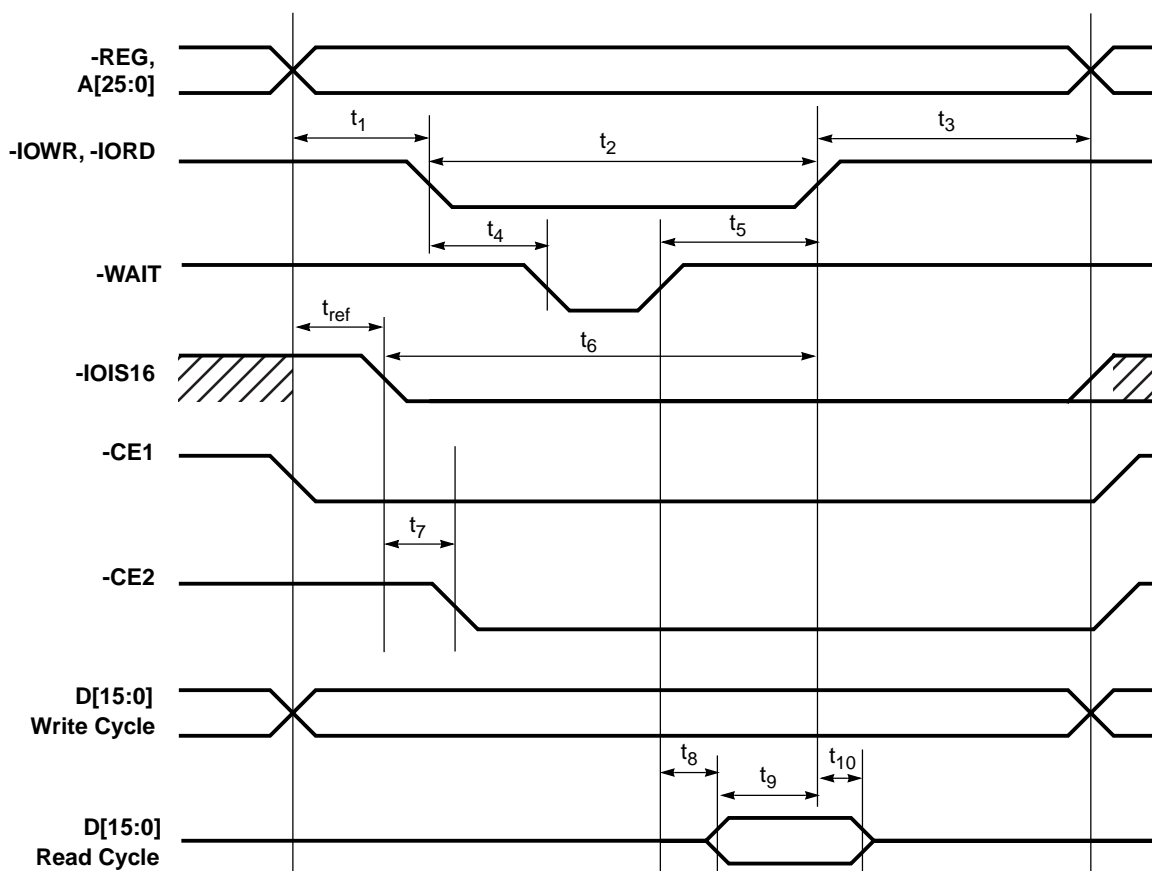 -REG,
A[25:0]
t1
t3
-IOWR, -IORD
t2
t4
t5
-WAIT
tref
t6
-IOIS16
-CE1
t7
-CE2
D[15:0]
Write Cycle
t8
t9
t10
D[15:0]
Read Cycle